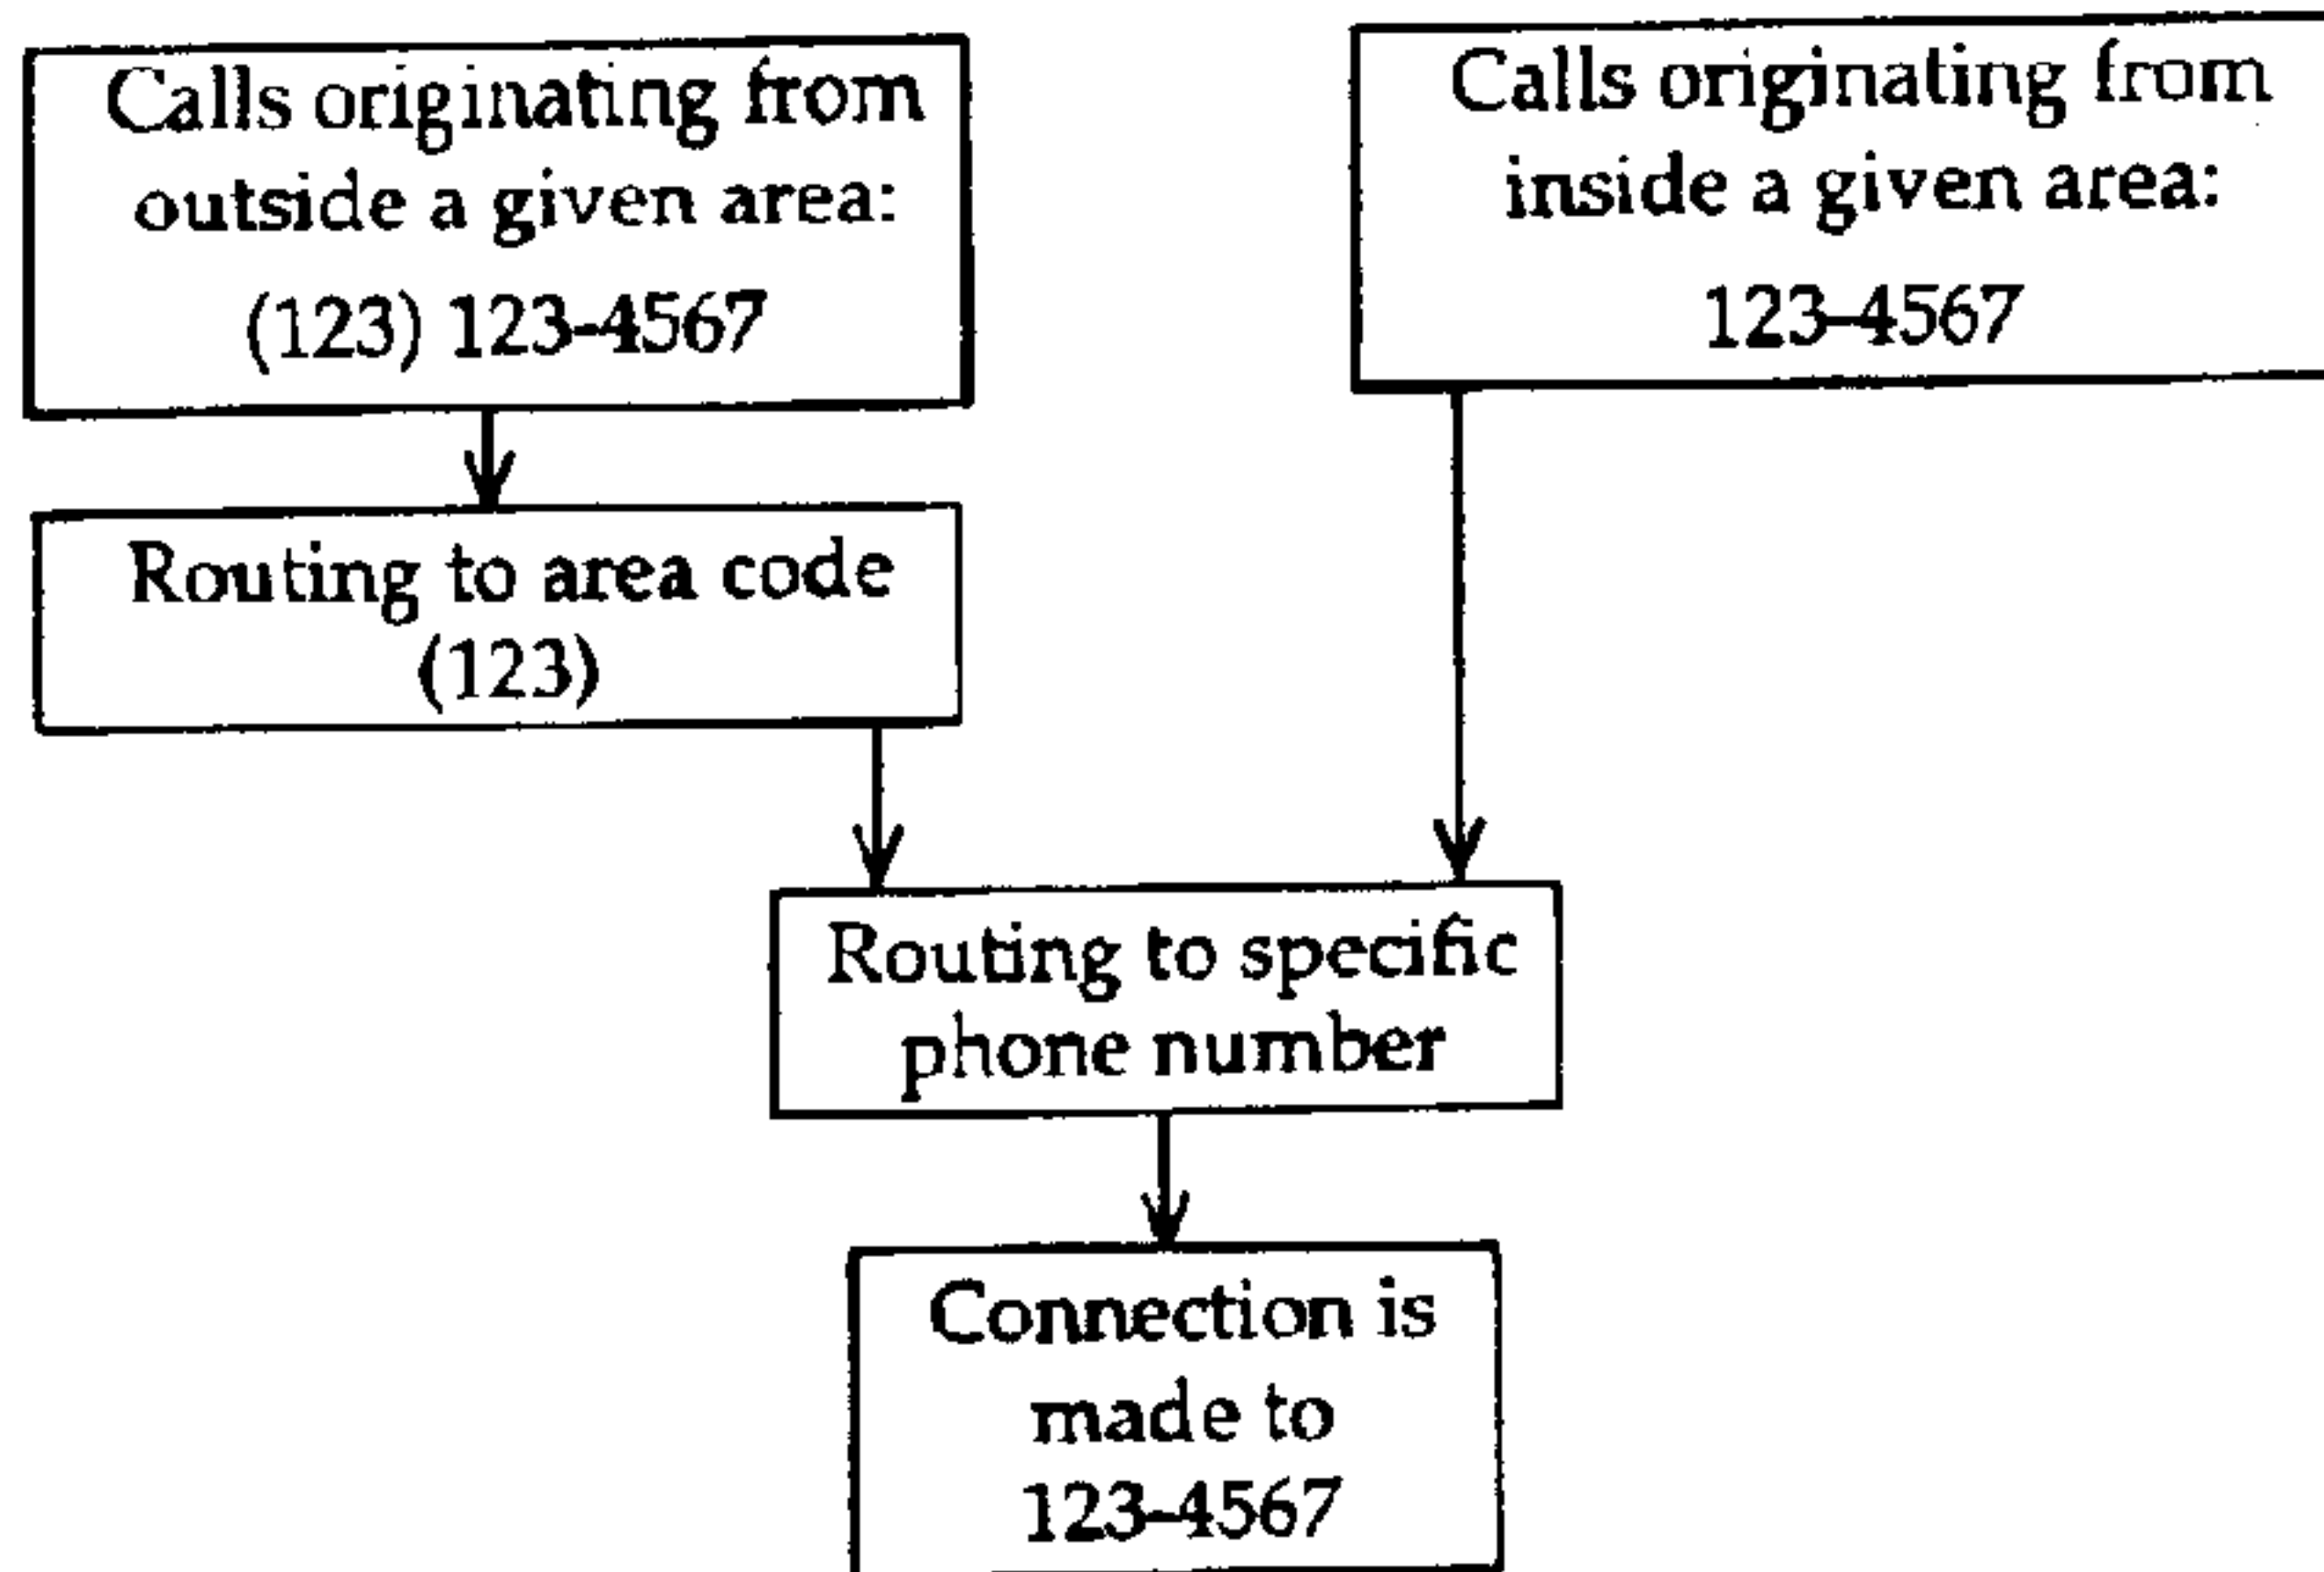 Calls originating from
outside a given area:
(123) 123-4567
Calls originating from
inside a given area:
123-4567
Routing to area code
(123)
Routing to specific
phone number
Connection is
made to
123-4567